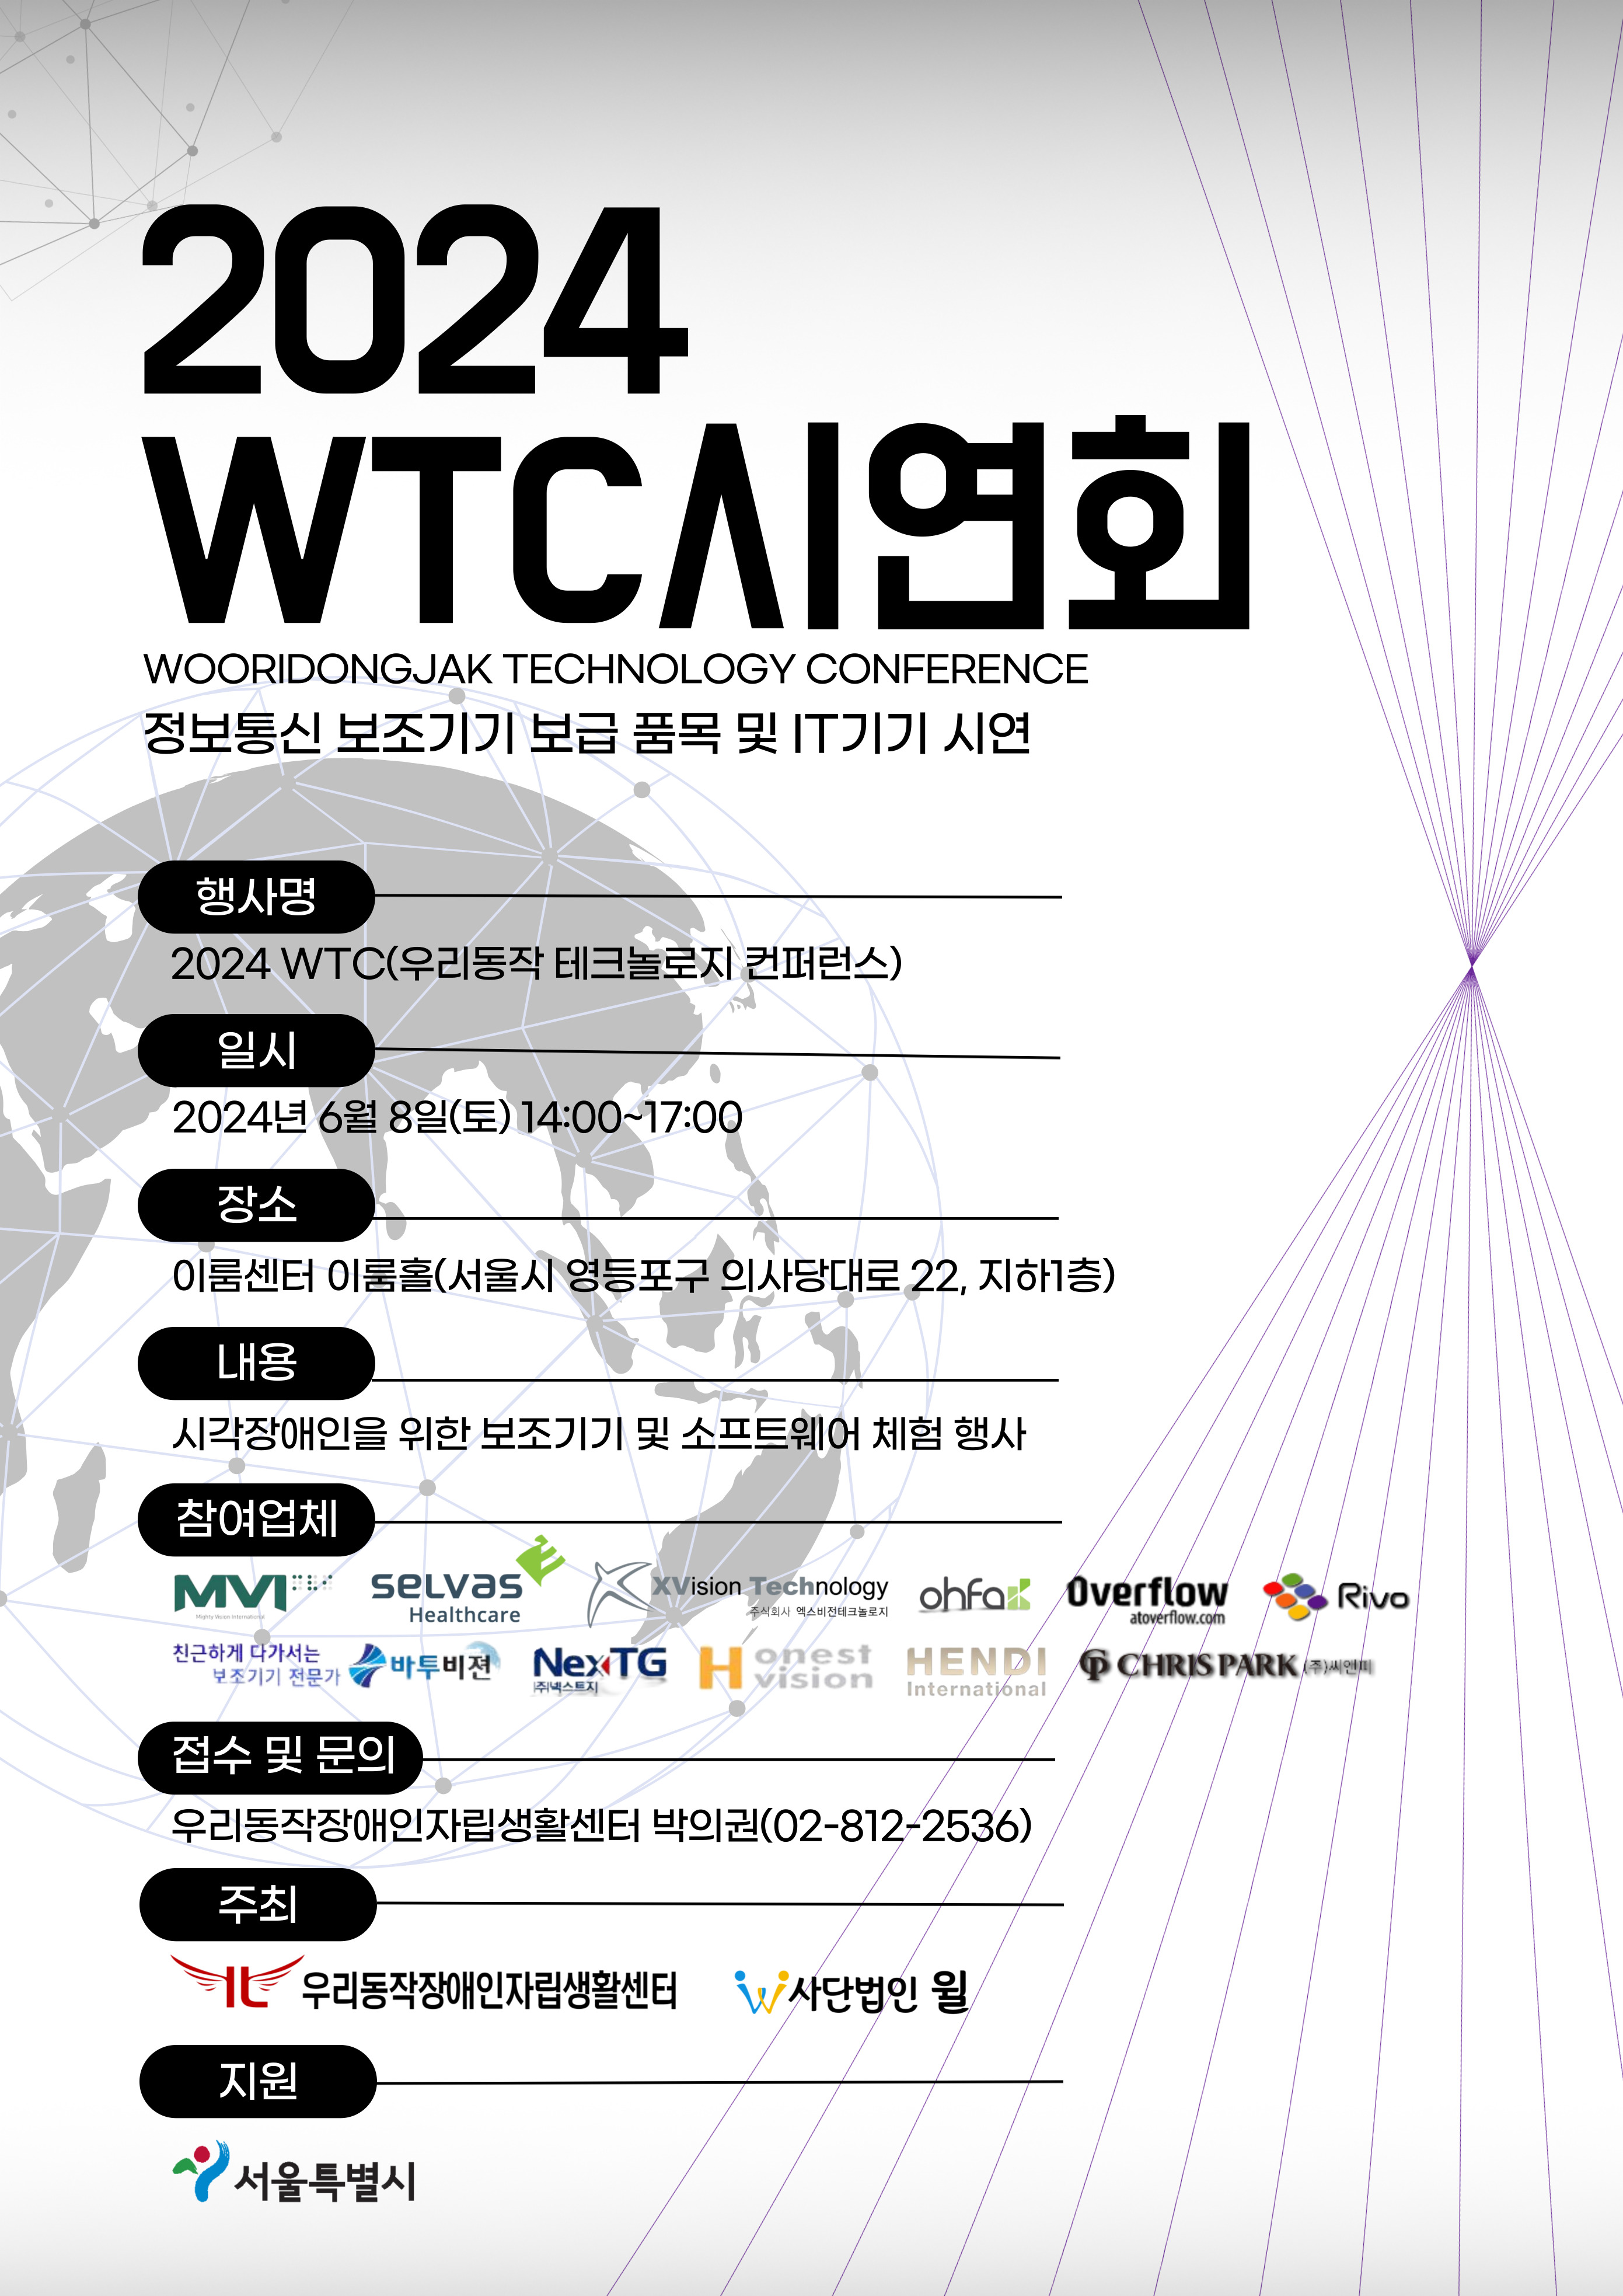 2024
WTC시연회
WOORIDONGJAK TECHNOLOGY CONFERENCE
정보통신 보조기기 보급 품목 및 IT기기 시연
행사명
2024 WTC(우리동작 테크놀로지 컨퍼런스)
일시
2024년 6월 8일(토) 14:00~17:00
장소
이룸센터 이룸홀(서울시 영등포구 의사당대로 22, 지하1층)
내용
시각장애인을 위한 보조기기 및 소프트웨어 체험 행사
참여업체
MVI
Mighty Vision International
SELVAS
Healthcare
XVision Technology
주식회사 엑스비전테크놀로지
ohfa
Overflow
atoverflow.com
Rivo
친근하게 다가서는
보조기기 전문가
바투비젼
NexTG
(주)넥스트지
Honest
vision
HENDI
International
CHRIS PARK (주)씨앤피
접수 및 문의
우리동작장애인자립생활센터 박의권(02-812-2536)
주최
IL 우리동작장애인자립생활센터
사단법인 윌
지원
서울특별시